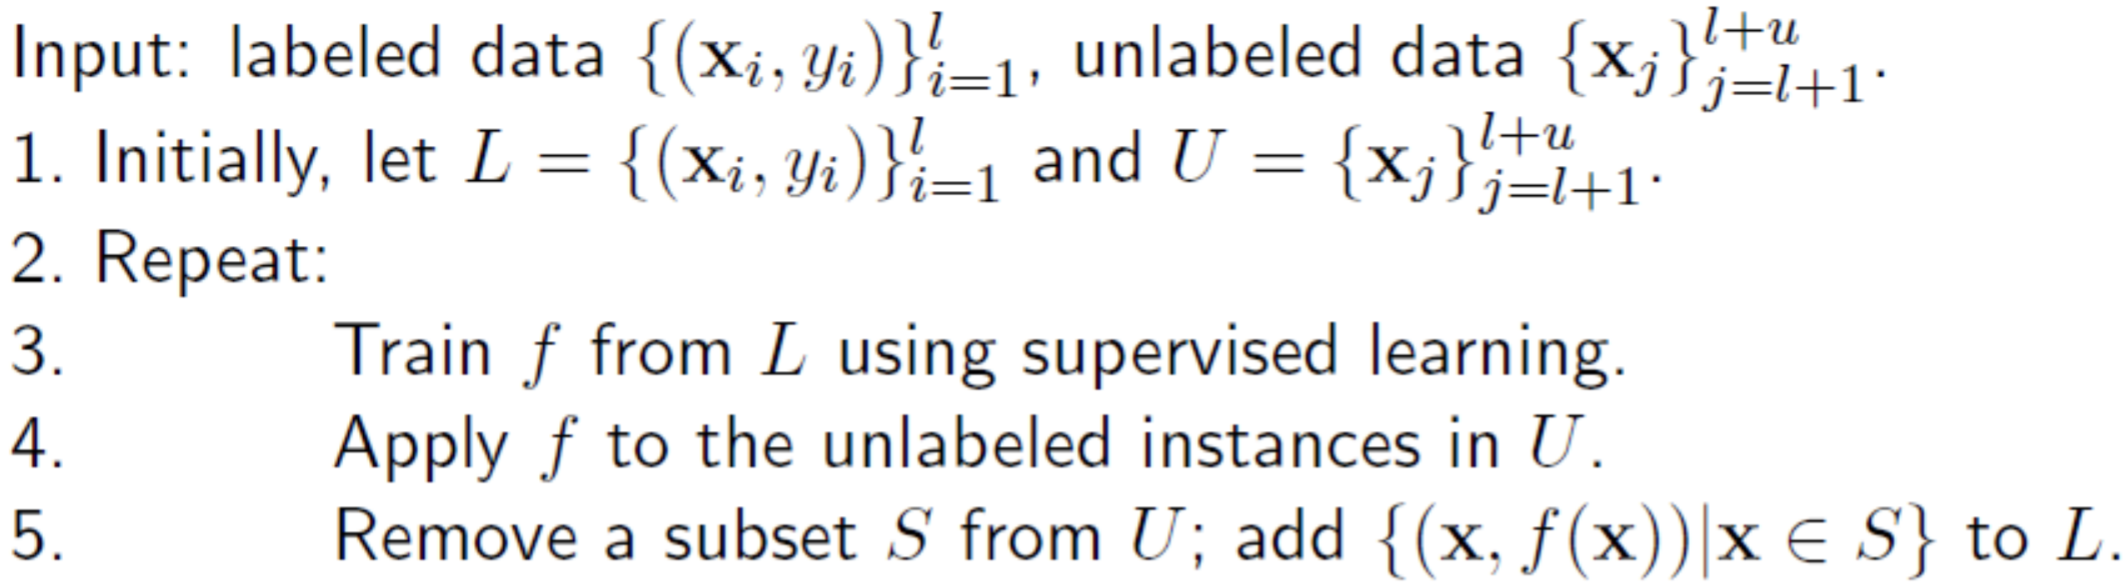 Input: labeled data $\{(\mathbf{x}_i, y_i)\}_{i=1}^{l}$, unlabeled data $\{\mathbf{x}_j\}_{j=l+1}^{l+u}$.
1. Initially, let $L = \{(\mathbf{x}_i, y_i)\}_{i=1}^{l}$ and $U = \{\mathbf{x}_j\}_{j=l+1}^{l+u}$.
2. Repeat:
3. Train $f$ from $L$ using supervised learning.
4. Apply $f$ to the unlabeled instances in $U$.
5. Remove a subset $S$ from $U$; add $\{(\mathbf{x}, f(\mathbf{x}))|\mathbf{x} \in S\}$ to $L$.